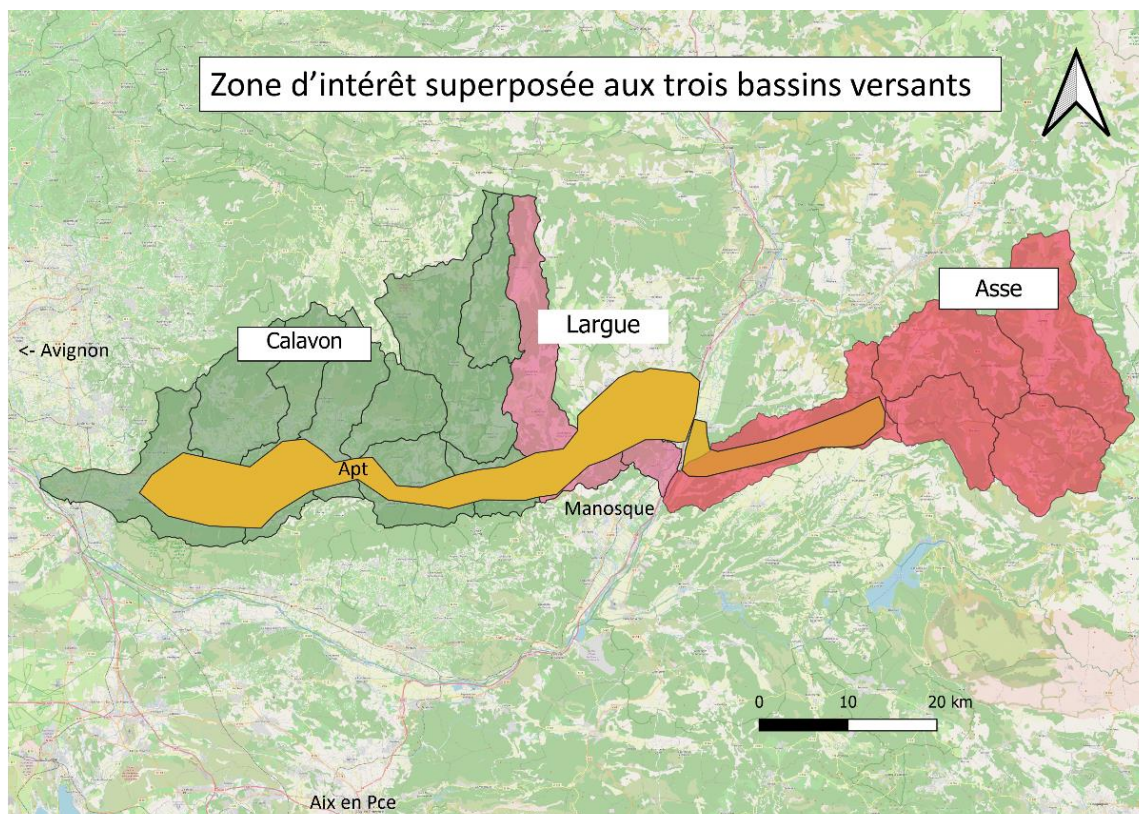 Zone d'intérêt superposée aux trois bassins versants
Asse
Largue
Calavon
<- Avignon
Apt
Manosque
0 10 20 km
Aix en Pce